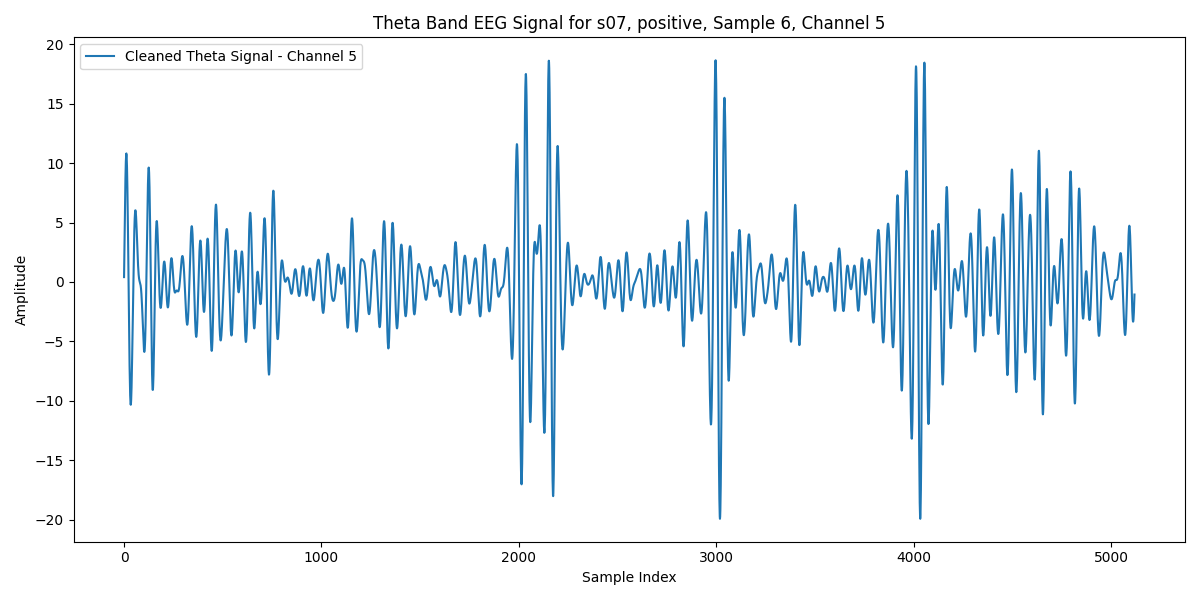 Theta Band EEG Signal for s07, positive, Sample 6, Channel 5
Cleaned Theta Signal - Channel 5
20
15
10
5
0
−5
−10
−15
−20
Amplitude
0 1000 2000 3000 4000 5000
Sample Index